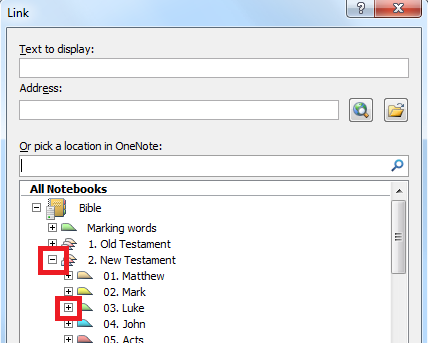 Link
Text to display:
Address:
Or pick a location in OneNote:
All Notebooks
Bible
Marking words
1. Old Testament
2. New Testament
01. Matthew
02. Mark
03. Luke
04. John
05. Acts